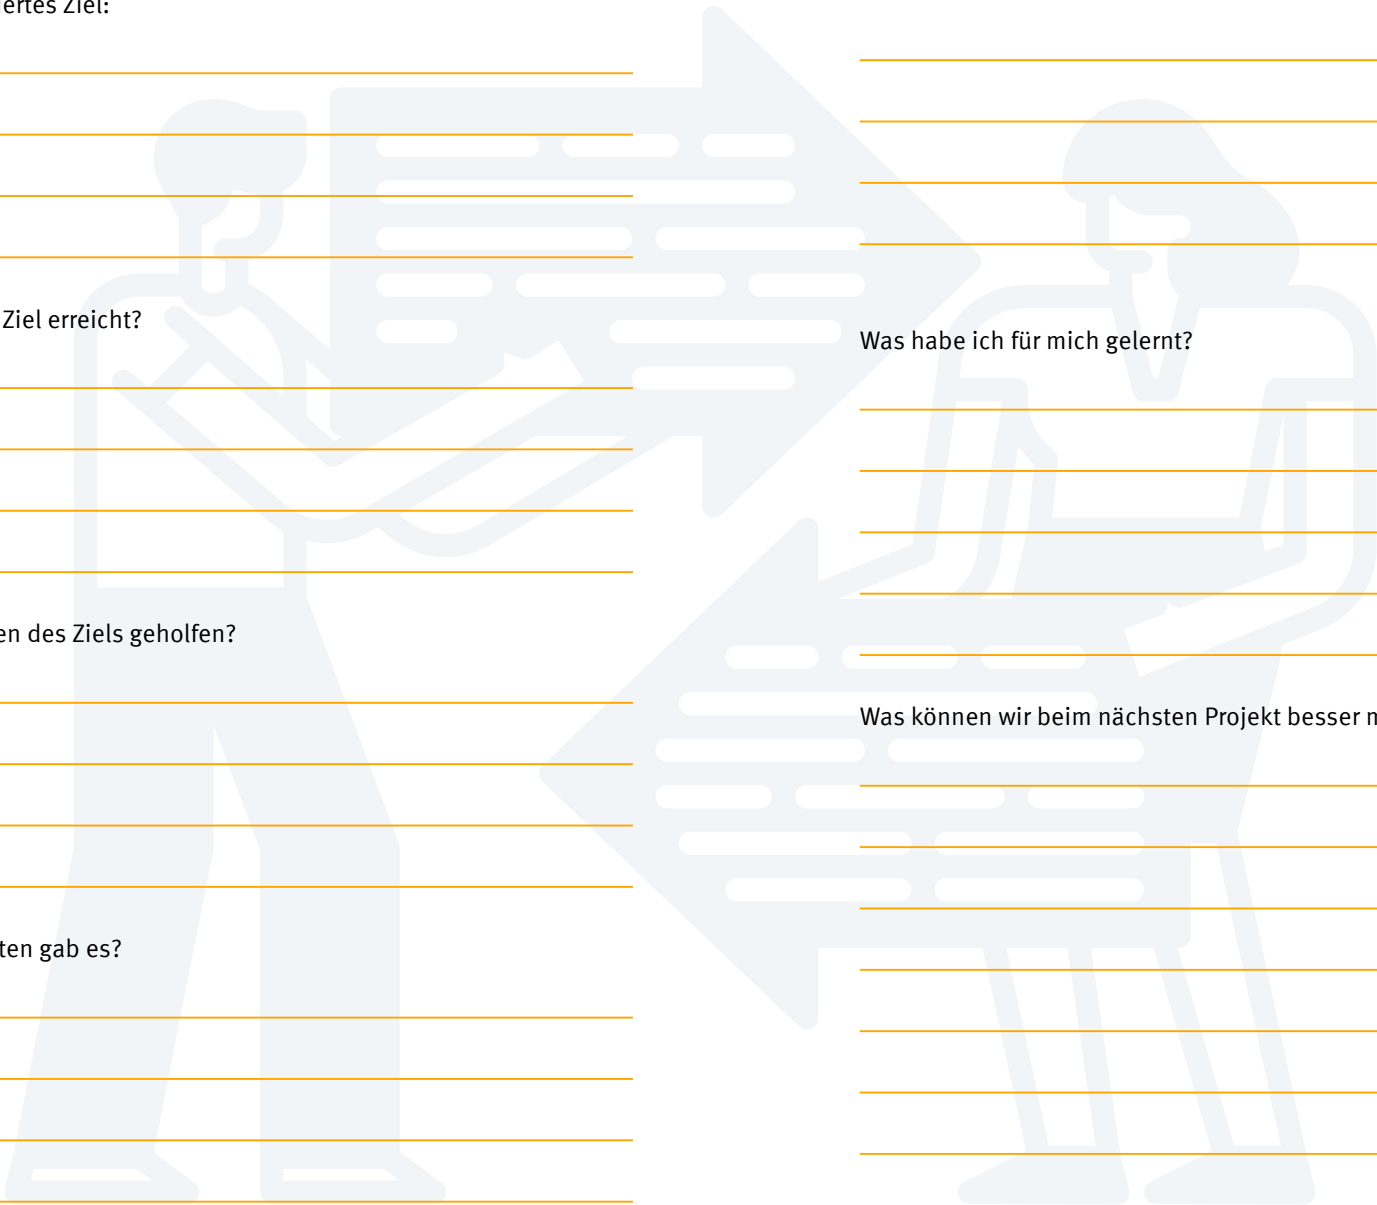 ertes Ziel:
Ziel erreicht?
en des Ziels geholfen?
ten gab es?
Was habe ich für mich gelernt?
Was können wir beim nächsten Projekt besser